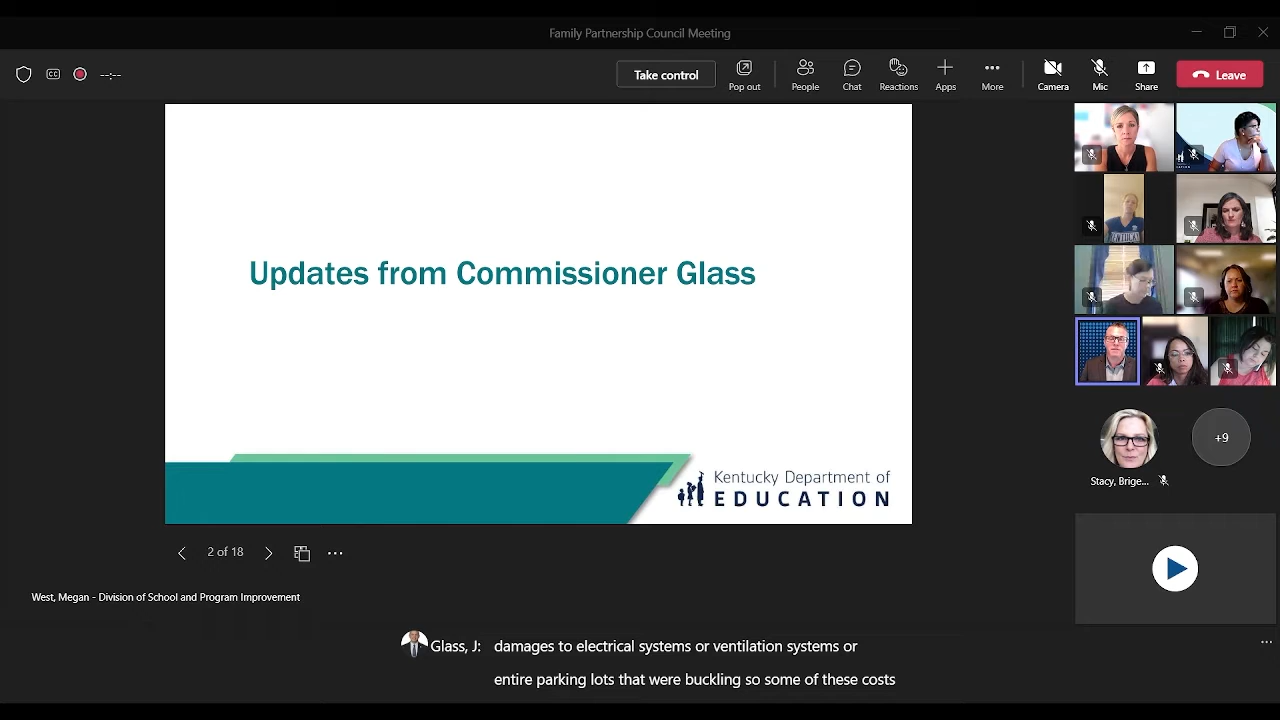 Family Partnership Council Meeting
CC
--:--
Take control
Pop out
People
Chat
Reactions
Apps
More
Camera
Mic
Share
Leave
Updates from Commissioner Glass
Kentucky Department of
EDUCATION
+9
Stacy, Brige...
2 of 18
West, Megan - Division of School and Program Improvement
Glass, J: damages to electrical systems or ventilation systems or
entire parking lots that were buckling so some of these costs